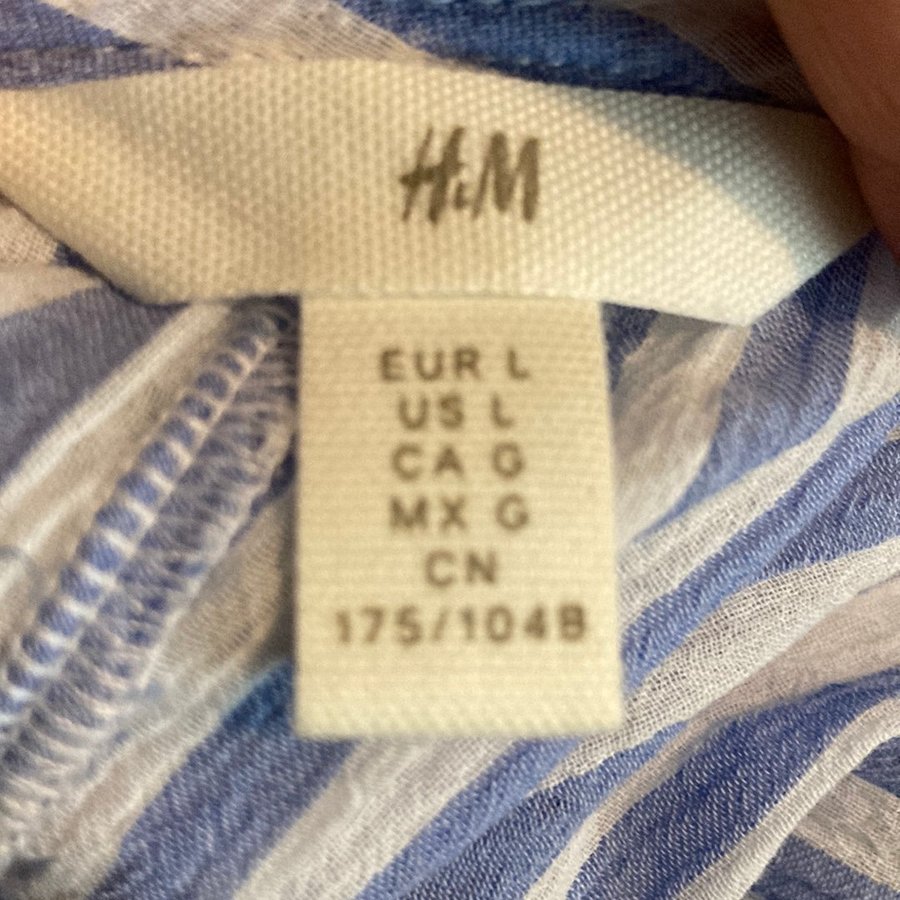 H&M
EUR L
US L
CA G
MX G
CN
175/104B